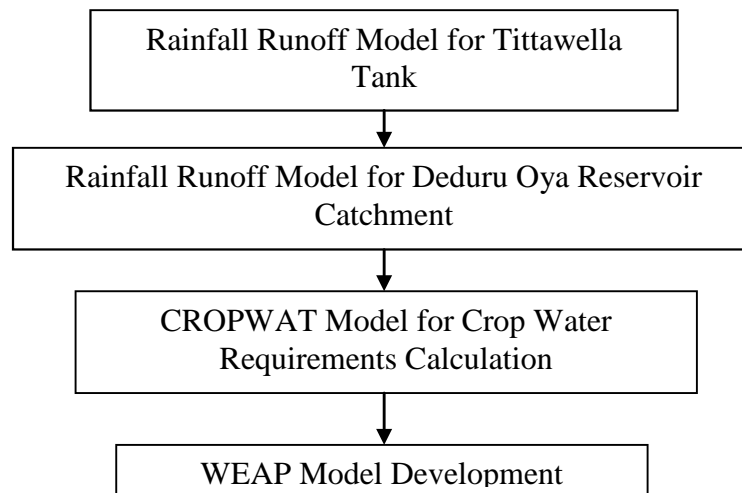 Rainfall Runoff Model for Tittawella
Tank
Rainfall Runoff Model for Deduru Oya Reservoir
Catchment
CROPWAT Model for Crop Water
Requirements Calculation
WEAP Model Development